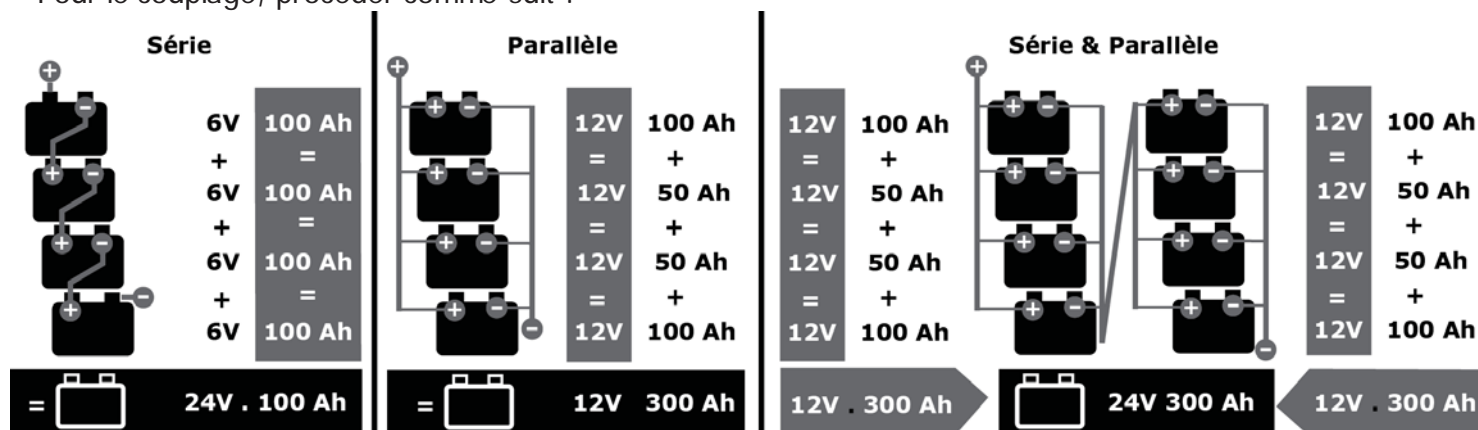 Pour le couplage, procéder comme suit :
Série
+
-
6V 100 Ah
+ =
+ -
6V 100 Ah
+ =
+ -
6V 100 Ah
+ =
+ -
6V 100 Ah
= 24V . 100 Ah
Parallèle
+
+ - 12V 100 Ah
= +
+ - 12V 50 Ah
= +
+ - 12V 50 Ah
= +
+ - 12V 100 Ah
-
= 12V 300 Ah
Série & Parallèle
+
12V 100 Ah + - + - 12V 100 Ah
= + = +
12V 50 Ah + - + - 12V 50 Ah
= + = +
12V 50 Ah + - + - 12V 50 Ah
= + = +
12V 100 Ah + - + - 12V 100 Ah
-
12V . 300 Ah 24V 300 Ah 12V . 300 Ah